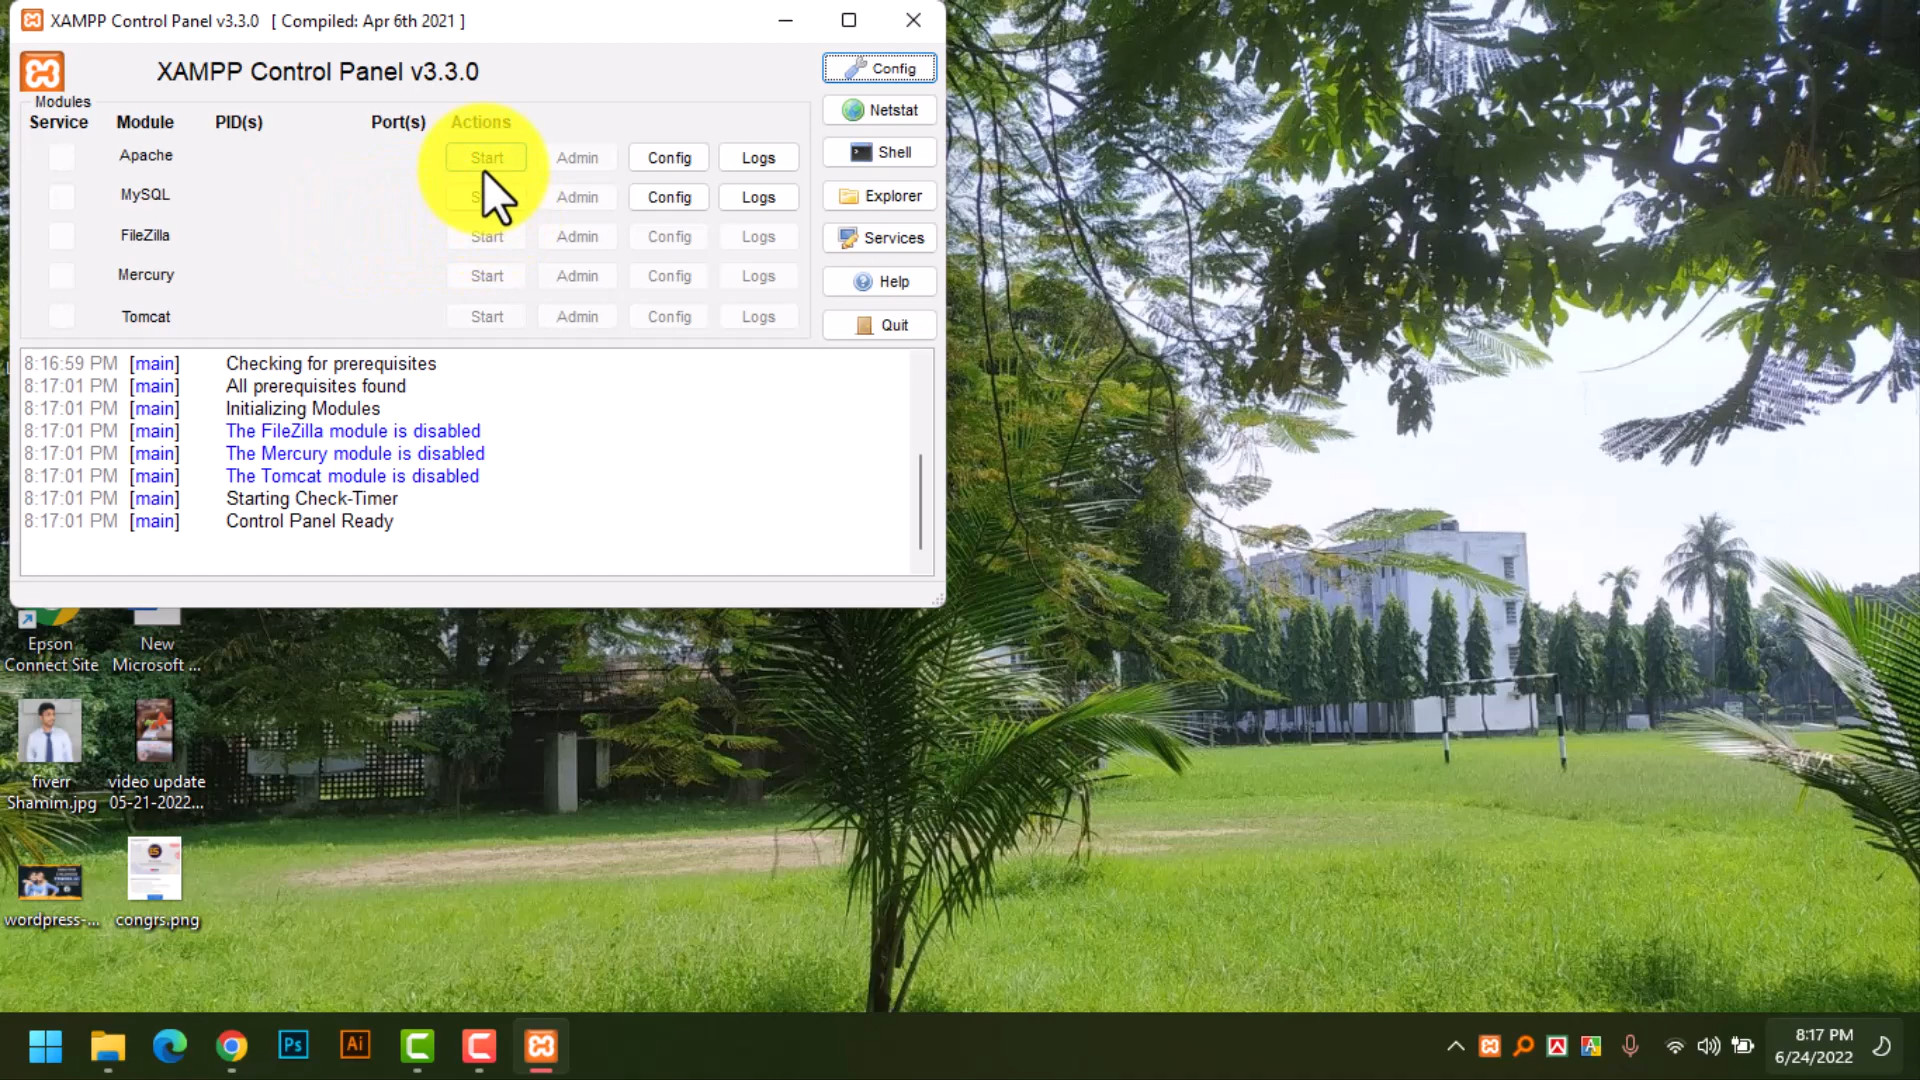 XAMPP Control Panel v3.3.0 [ Compiled: Apr 6th 2021 ]
XAMPP Control Panel v3.3.0
Config
Modules
Service Module PID(s) Port(s) Actions
Netstat
Apache Start Admin Config Logs
Shell
MySQL Admin Config Logs
Explorer
FileZilla Start Admin Config Logs
Services
Mercury Start Admin Config Logs
Help
Tomcat Start Admin Config Logs
Quit
8:16:59 PM [main] Checking for prerequisites
8:17:01 PM [main] All prerequisites found
8:17:01 PM [main] Initializing Modules
8:17:01 PM [main] The FileZilla module is disabled
8:17:01 PM [main] The Mercury module is disabled
8:17:01 PM [main] The Tomcat module is disabled
8:17:01 PM [main] Starting Check-Timer
8:17:01 PM [main] Control Panel Ready
Epson
Connect Site
New
Microsoft ...
fiverr
Shamim.jpg
video update
05-21-2022...
wordpress-...
congrs.png
Ps
Ai
8:17 PM
6/24/2022